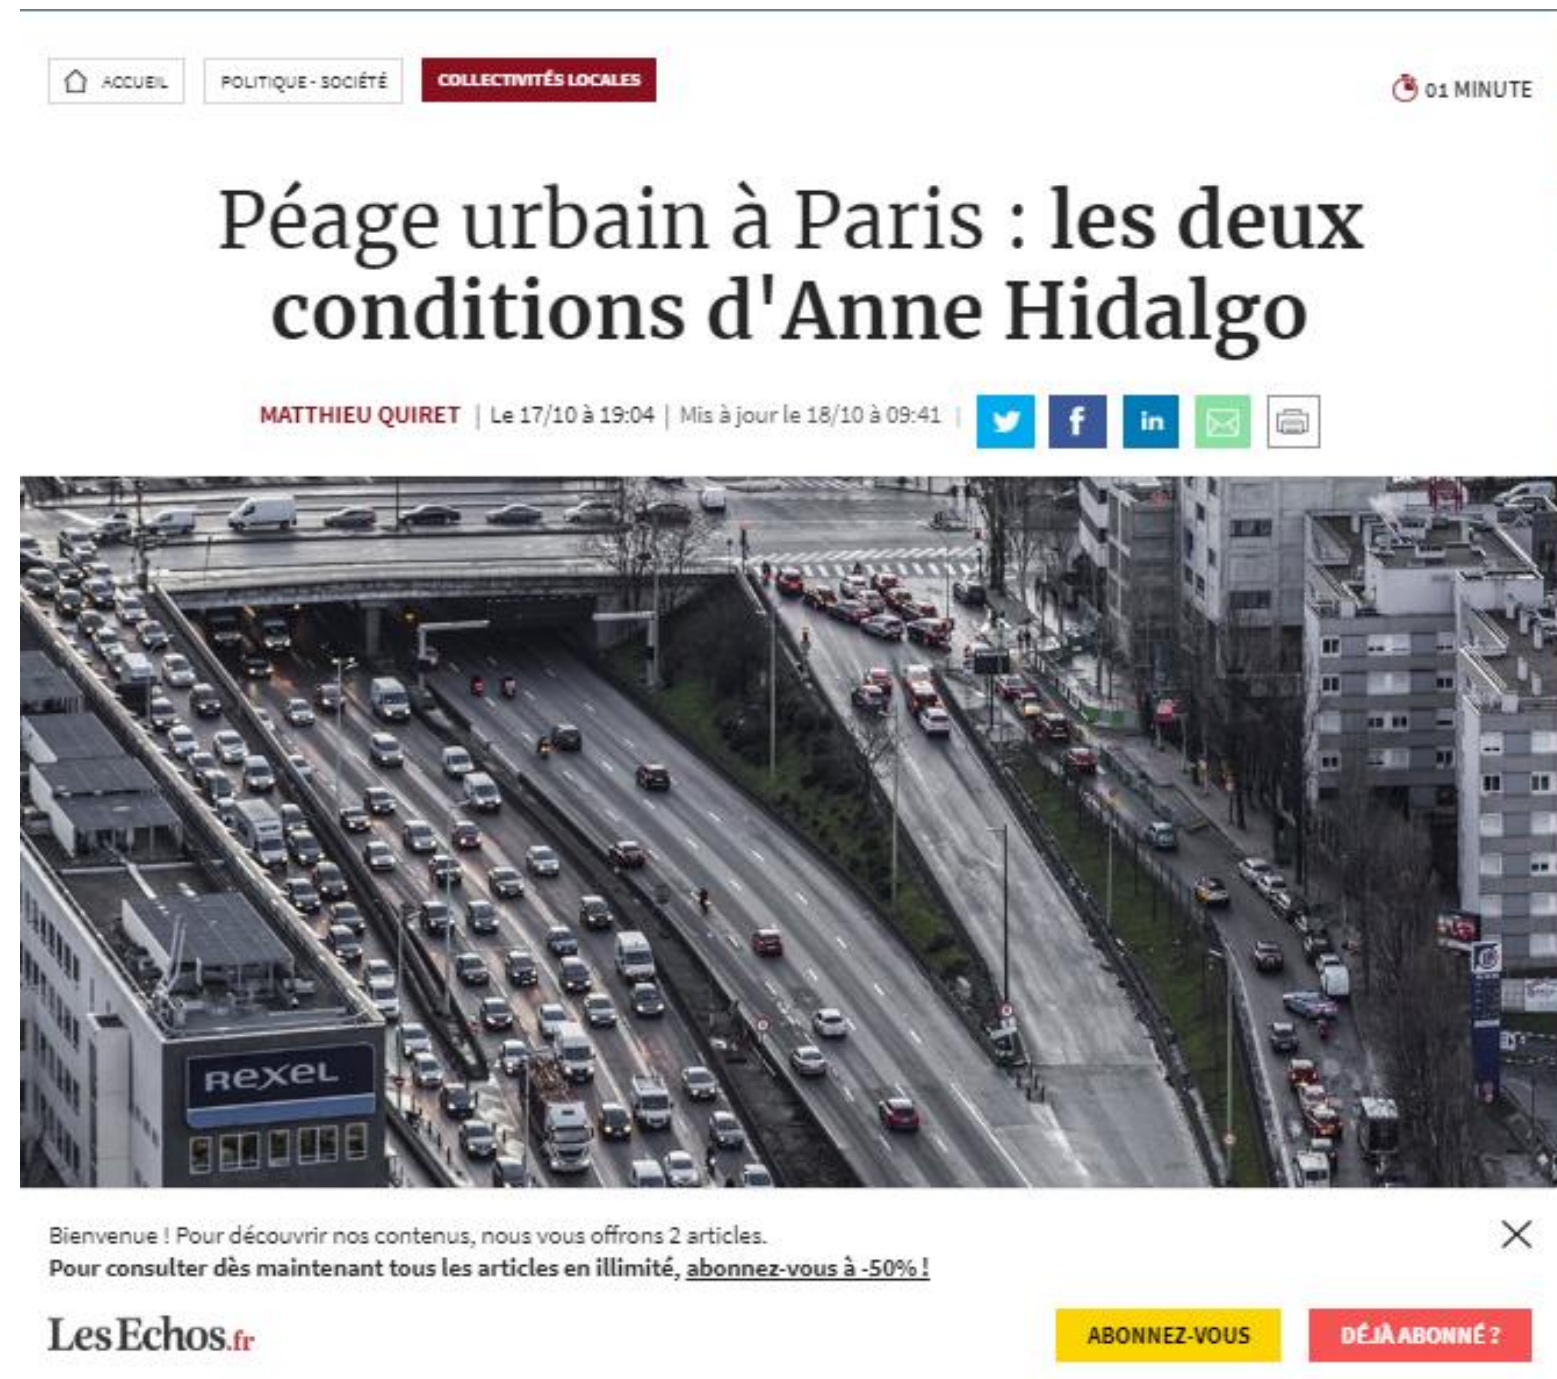 ACCUEIL
POLITIQUE - SOCIÉTÉ
COLLECTIVITÉS LOCALES
01 MINUTE
Péage urbain à Paris : les deux
conditions d'Anne Hidalgo
MATTHIEU QUIRET | Le 17/10 à 19:04 | Mis à jour le 18/10 à 09:41 |
f
in
REXEL
Bienvenue ! Pour découvrir nos contenus, nous vous offrons 2 articles.
Pour consulter dès maintenant tous les articles en illimité, abonnez-vous à -50% !
LesEchos.fr
ABONNEZ-VOUS
DÉJÀ ABONNÉ ?